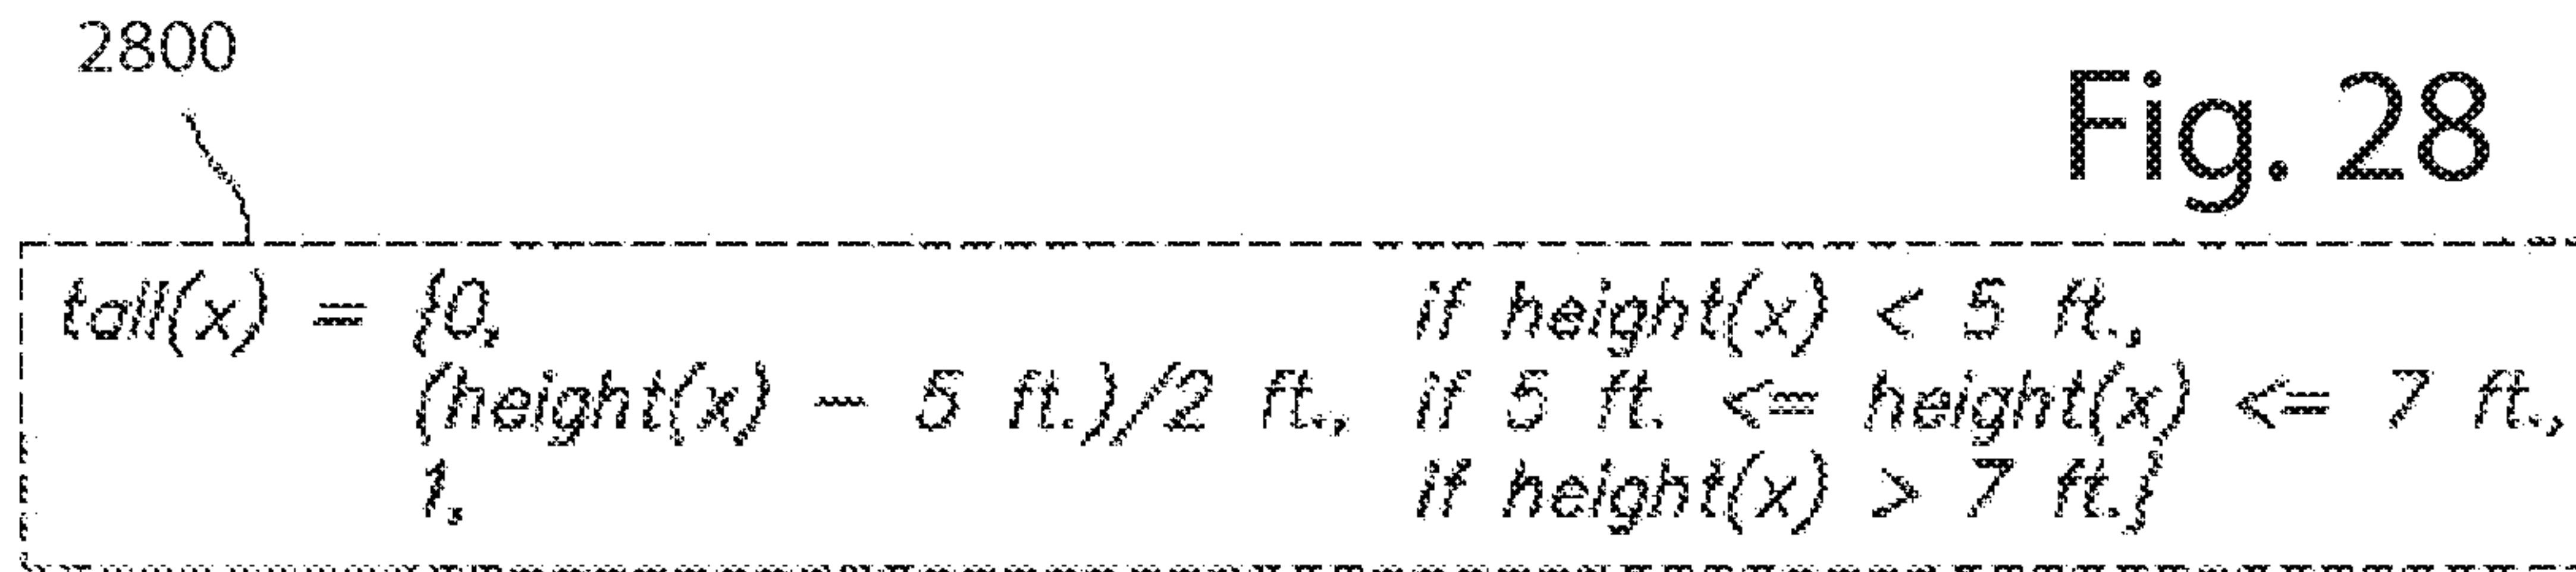 2800
Fig. 28
tall(x) = {0, if height(x) < 5 ft.,
(height(x) - 5 ft.)/2 ft., if 5 ft. <= height(x) <= 7 ft.,
1, if height(x) > 7 ft.}